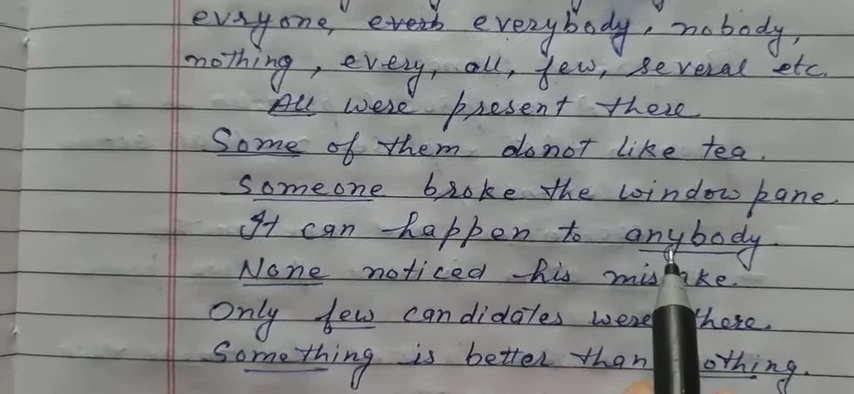 everyone, everybody, nobody,
nothing, every, all, few, several etc.
All were present there
Some of them donot like tea.
Someone broke the window pane.
It can happen to anybody.
None noticed his mistake.
Only few candidates were there.
Something is better than nothing.